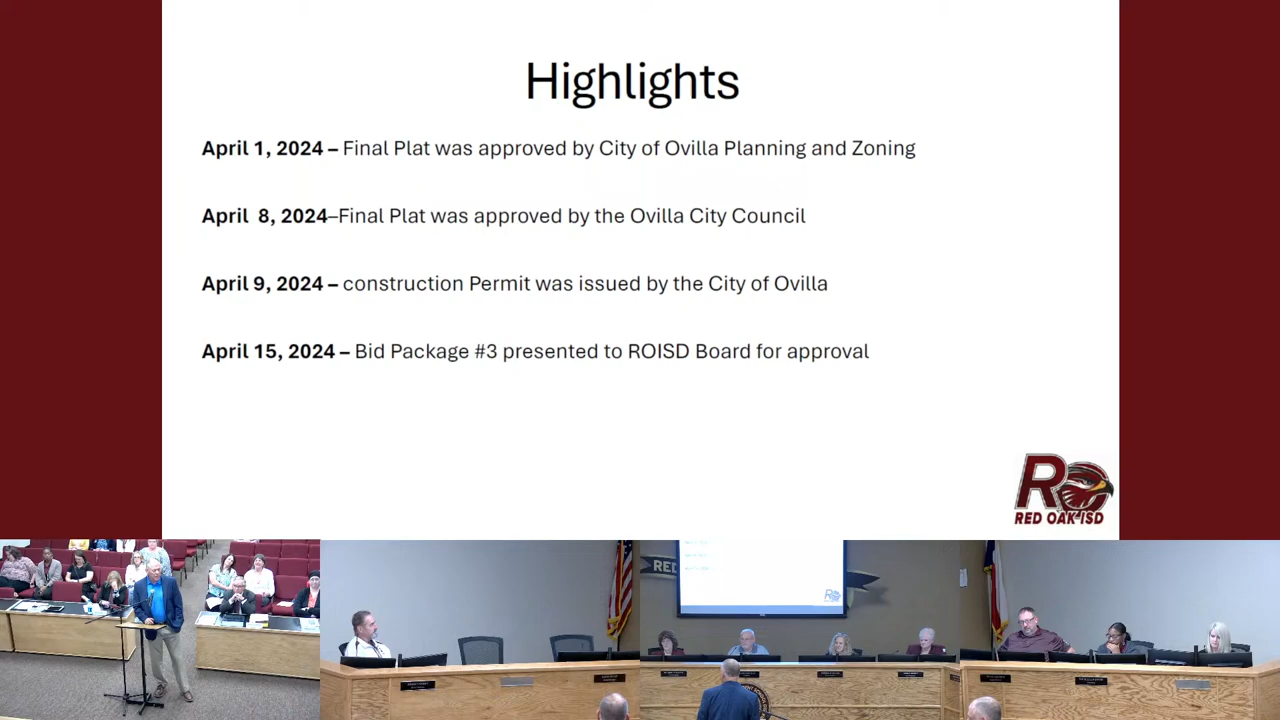 Highlights
April 1, 2024 – Final Plat was approved by City of Ovilla Planning and Zoning
April  8, 2024–Final Plat was approved by the Ovilla City Council
April 9, 2024 – construction Permit was issued by the City of Ovilla
April 15, 2024 – Bid Package #3 presented to ROISD Board for approval
RO
RED OAK ISD
RED